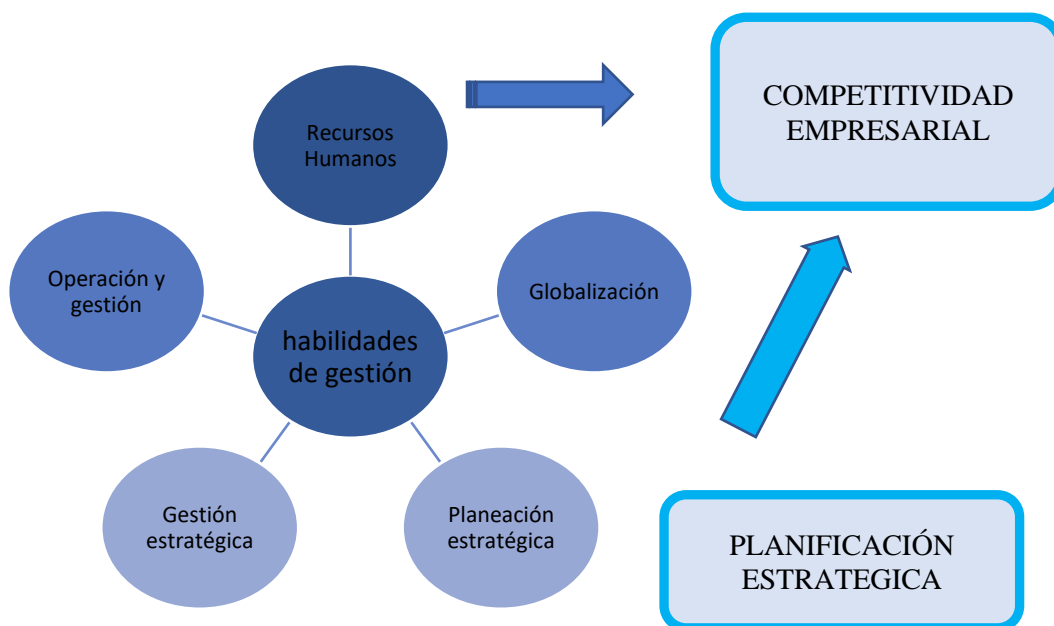 COMPETITIVIDAD
EMPRESARIAL
Recursos
Humanos
Operación y
gestión
Globalización
habilidades
de gestión
Gestión
estratégica
Planeación
estratégica
PLANIFICACIÓN
ESTRATEGICA